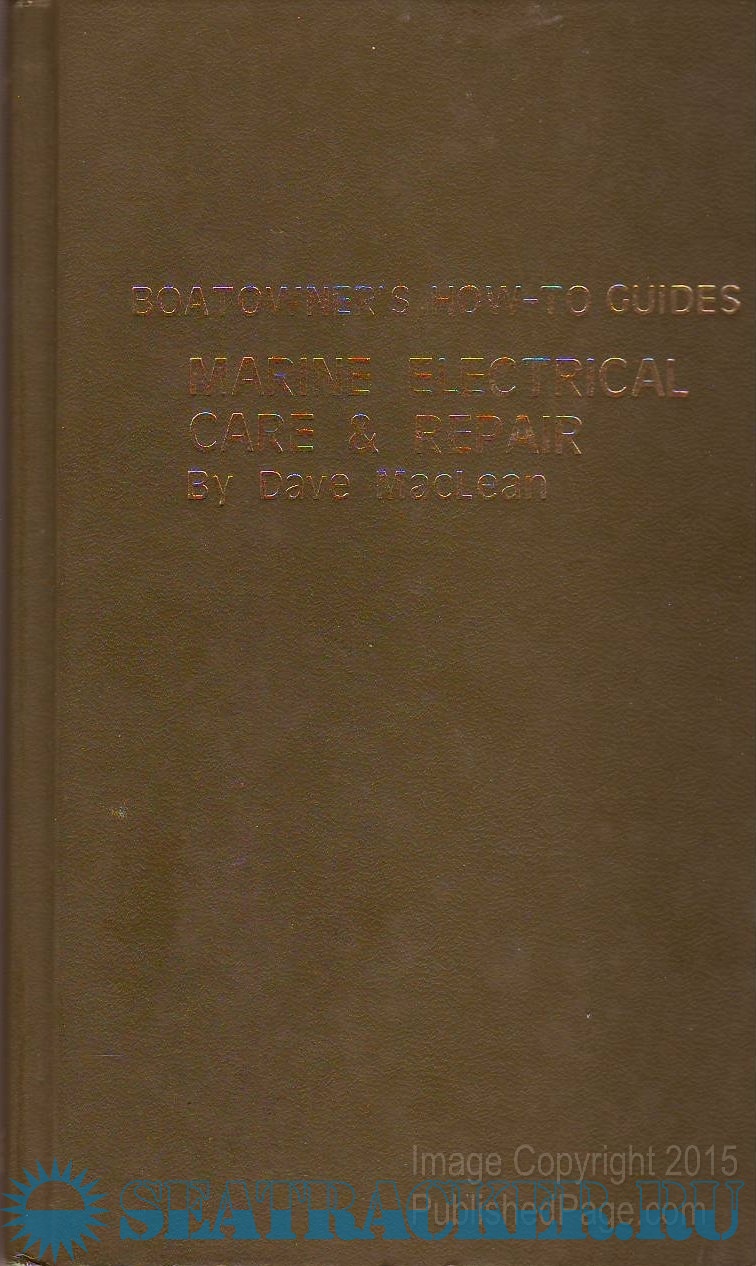 BOATOWNER'S HOW-TO GUIDES
MARINE ELECTRICAL
CARE & REPAIR
By Dave MacLean
Image Copyright 2015
PublishedPage.com
SEATRACKER.RU